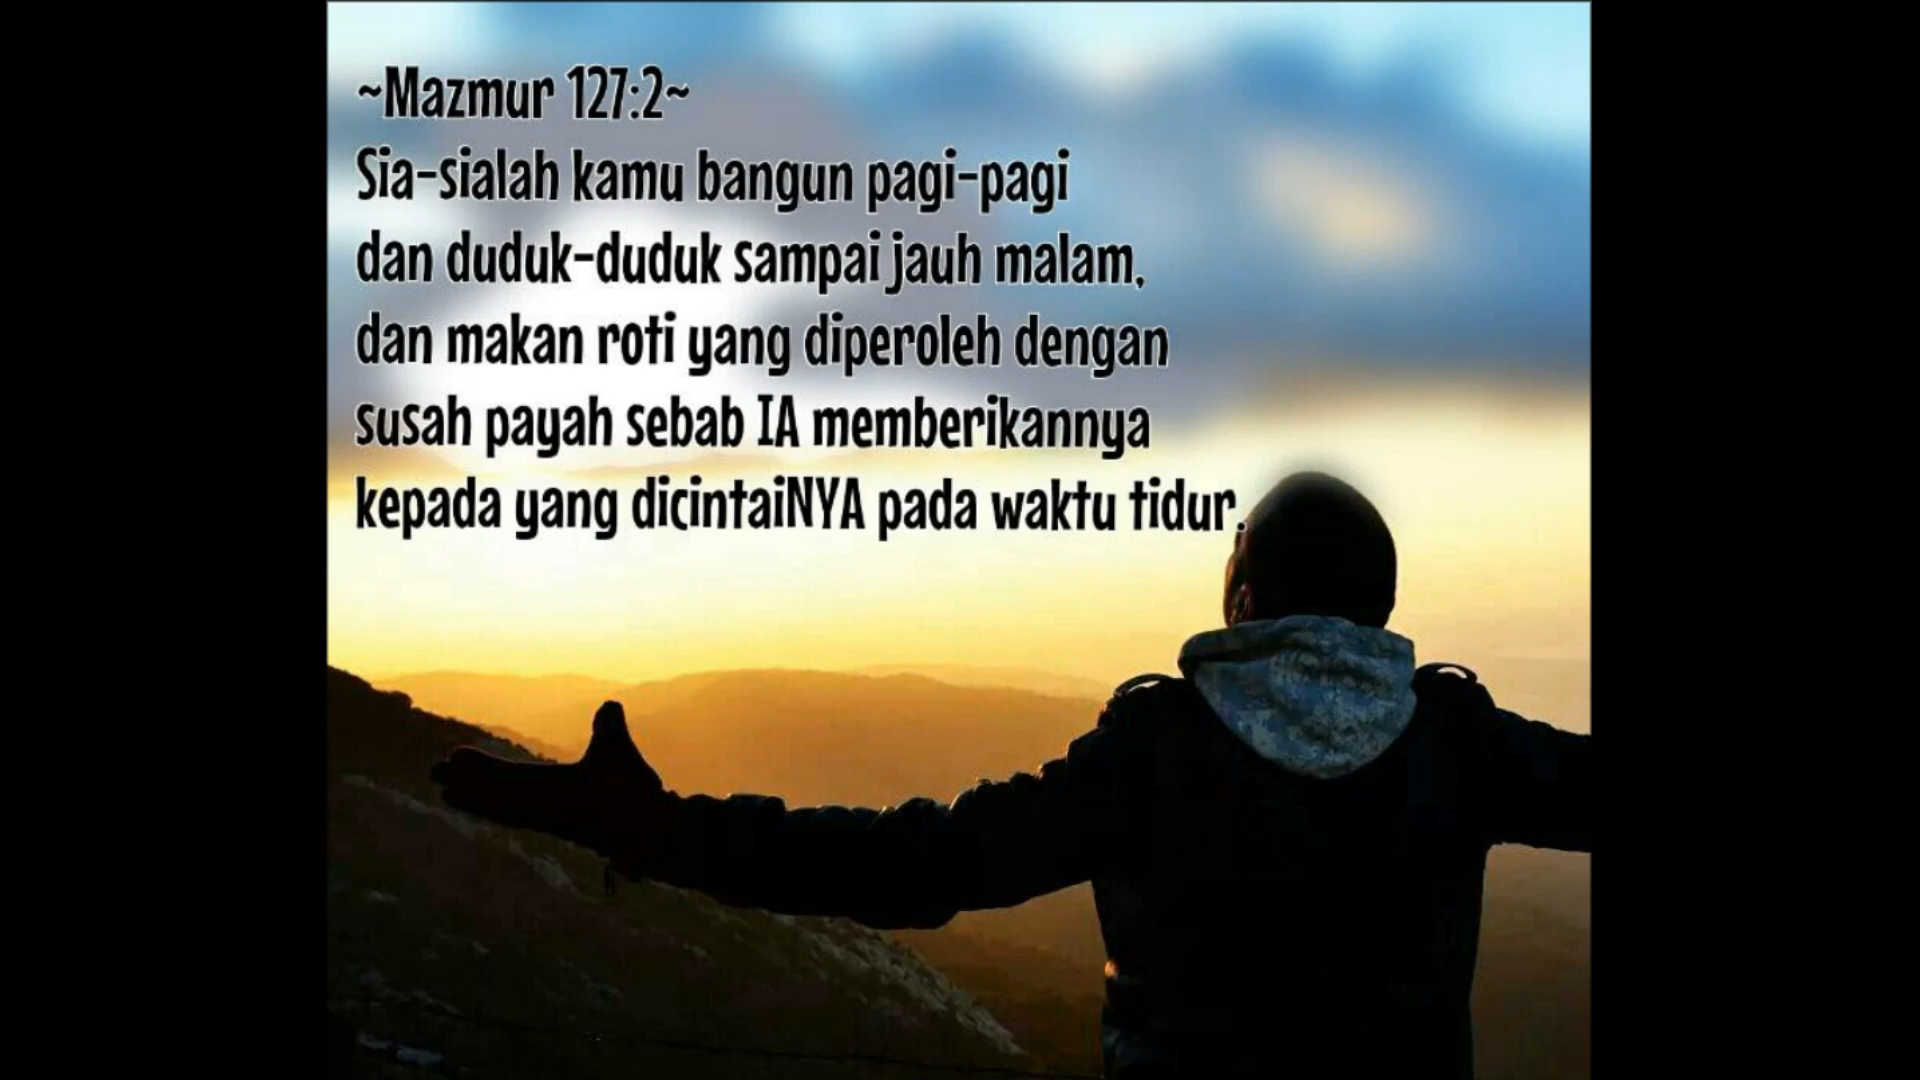 ~Mazmur 127:2~
Sia-sialah kamu bangun pagi-pagi
dan duduk-duduk sampai jauh malam,
dan makan roti yang diperoleh dengan
susah payah sebab IA memberikannya
kepada yang dicintaiNYA pada waktu tidur.